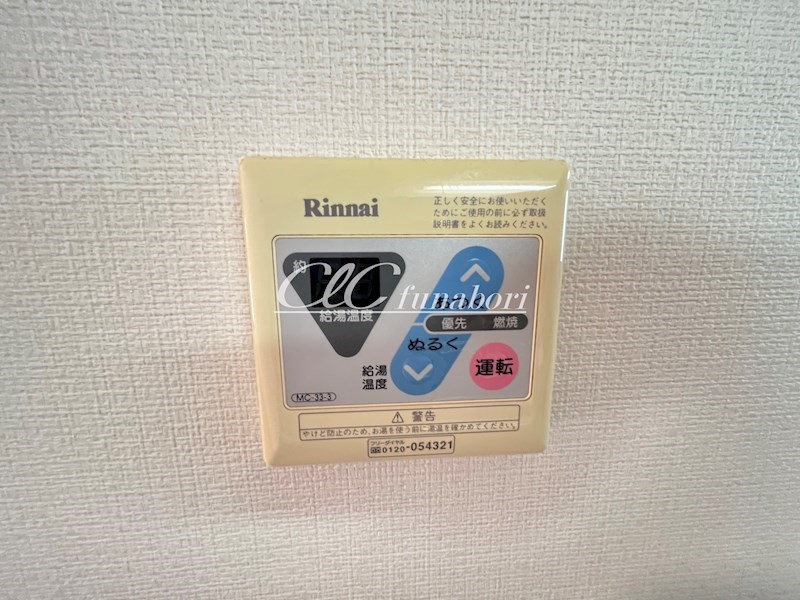 Rinnai
正しく安全にお使いいただく
ためにご使用の前に必ず取扱
説明書をよくお読みください。
約
給湯温度
CLC funabori
優先 燃焼
ぬるく
給湯
温度
運転
MC-33-3
⚠ 警告
やけど防止のため、お湯を使う前に湯温を確かめてください。
フリーダイヤル
0120-054321